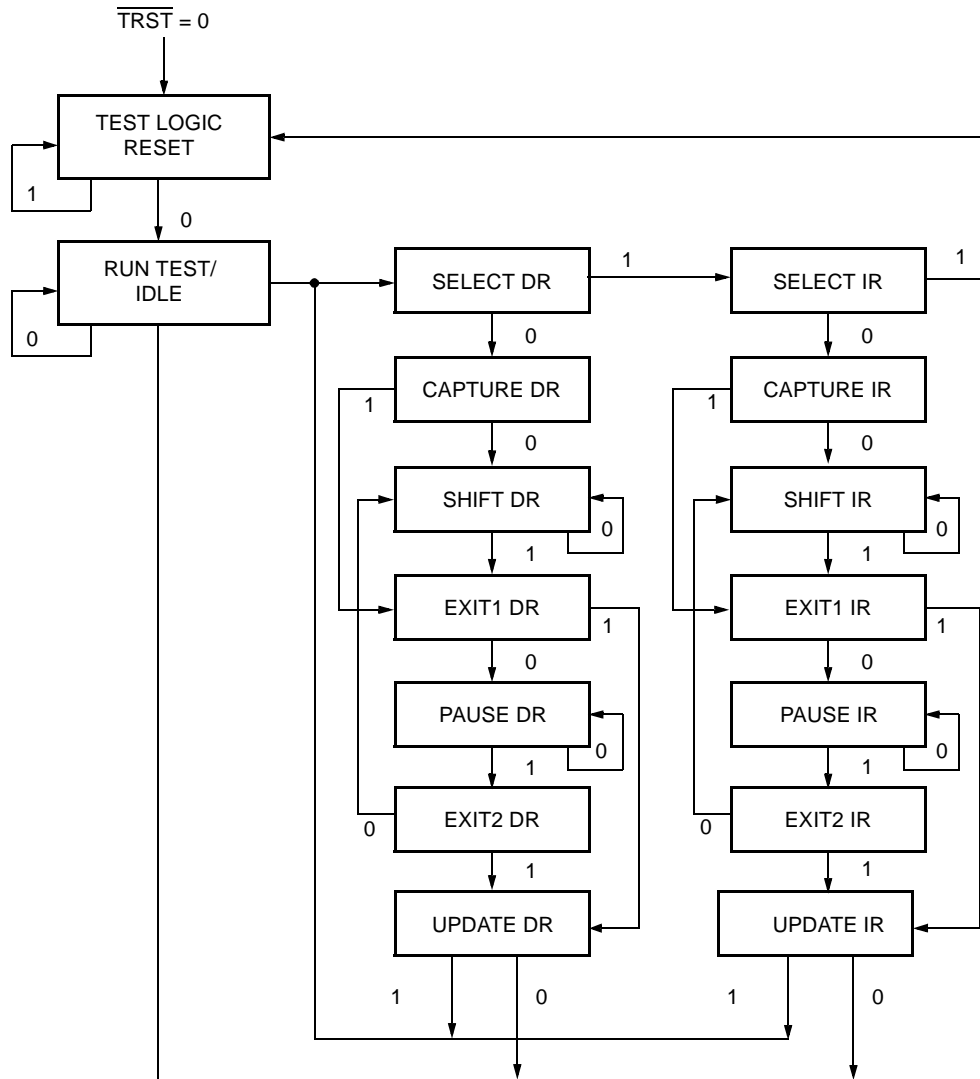 TRST = 0
TEST LOGIC
RESET
1
0
RUN TEST/
IDLE
0
SELECT DR
1
SELECT IR
1
0
0
CAPTURE DR
1
CAPTURE IR
1
0
0
SHIFT DR
0
SHIFT IR
0
1
1
EXIT1 DR
1
EXIT1 IR
1
0
0
PAUSE DR
0
PAUSE IR
0
1
1
EXIT2 DR
0
EXIT2 IR
0
1
1
UPDATE DR
UPDATE IR
1
0
1
0